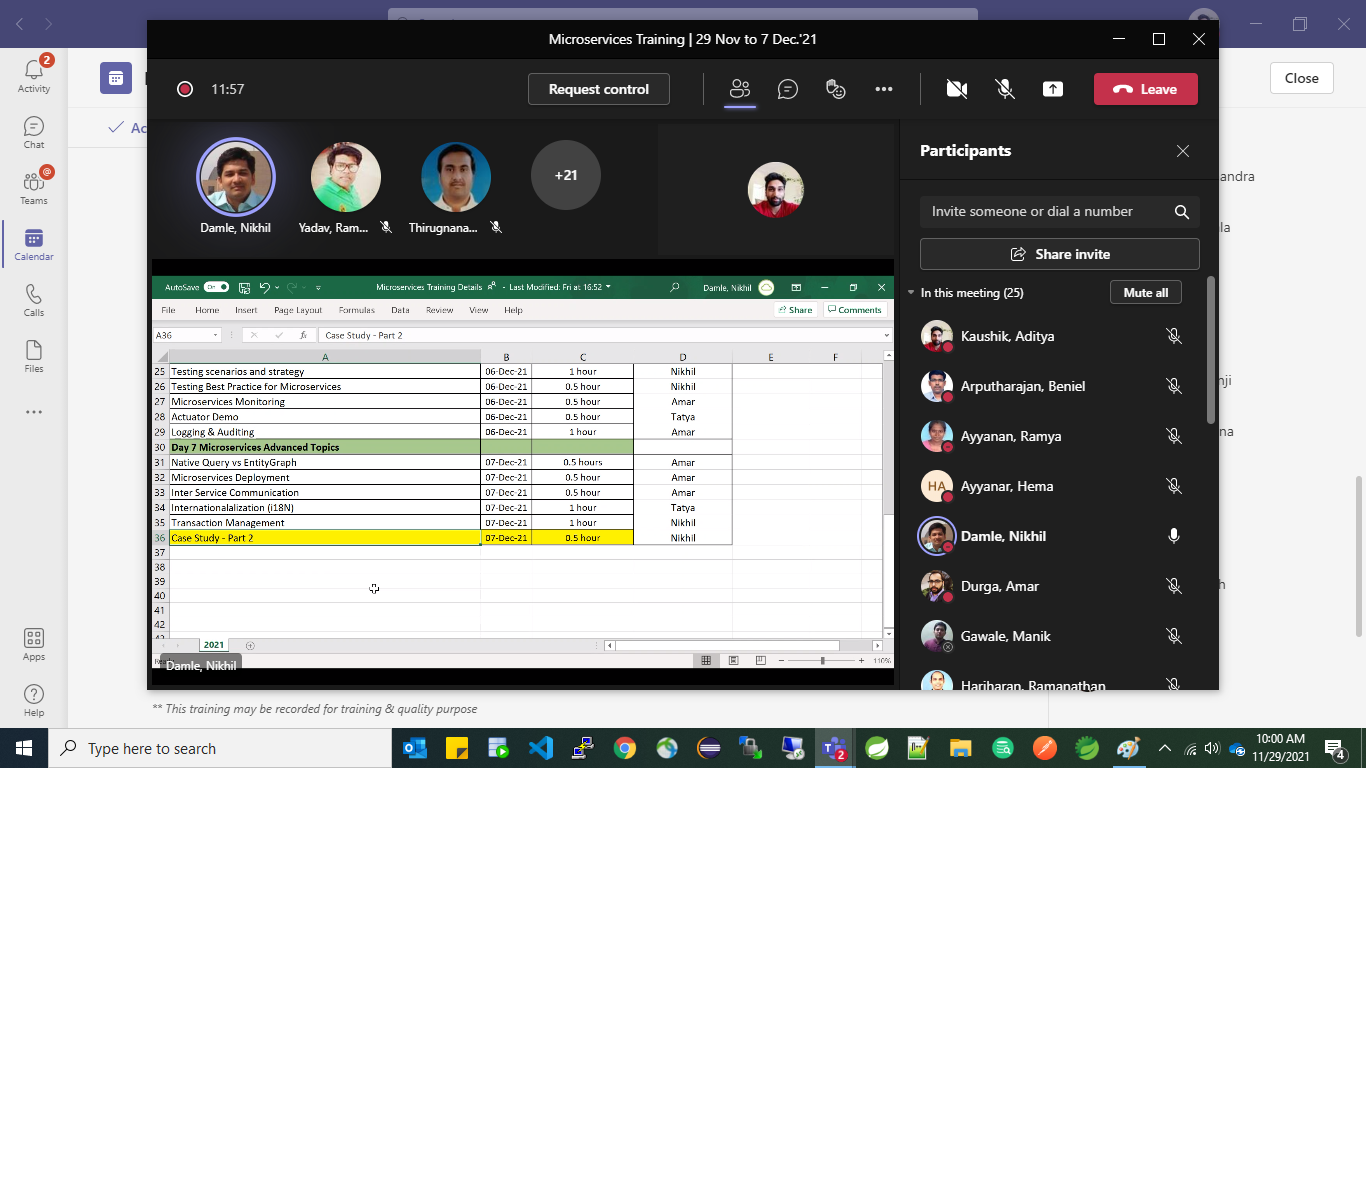 Microservices Training | 29 Nov to 7 Dec.'21
2
Activity
Chat
@
Teams
Calendar
Calls
Files
Apps
Help
Close
11:57
Request control
Leave
Ac
Damle, Nikhil
Yadav, Ram...
Thirugnana...
+21
AutoSave On
Microservices Training Details - Last Modified: Fri at 16:52
Damle, Nikhil
File Home Insert Page Layout Formulas Data Review View Help
Share Comments
A36 fx Case Study - Part 2
A B C D E F
25 Testing scenarios and strategy 06-Dec-21 1 hour Nikhil
26 Testing Best Practice for Microservices 06-Dec-21 0.5 hour Nikhil
27 Microservices Monitoring 06-Dec-21 0.5 hour Amar
28 Actuator Demo 06-Dec-21 0.5 hour Tatya
29 Logging & Auditing 06-Dec-21 1 hour Amar
30 Day 7 Microservices Advanced Topics
31 Native Query vs EntityGraph 07-Dec-21 0.5 hours Amar
32 Microservices Deployment 07-Dec-21 0.5 hour Amar
33 Inter Service Communication 07-Dec-21 0.5 hour Amar
34 Internationalalization (i18N) 07-Dec-21 1 hour Tatya
35 Transaction Management 07-Dec-21 1 hour Nikhil
36 Case Study - Part 2 07-Dec-21 0.5 hour Nikhil
37
38
39
40
41
42
2021
Damle, Nikhil
110%
Participants
Invite someone or dial a number
Share invite
In this meeting (25)
Mute all
Kaushik, Aditya
Arputharajan, Beniel
Ayyanan, Ramya
HA Ayyanar, Hema
Damle, Nikhil
Durga, Amar
Gawale, Manik
Hariharan, Ramanathan
andra
la
nji
na
h
** This training may be recorded for training & quality purpose
Type here to search
2
10:00 AM
11/29/2021
4